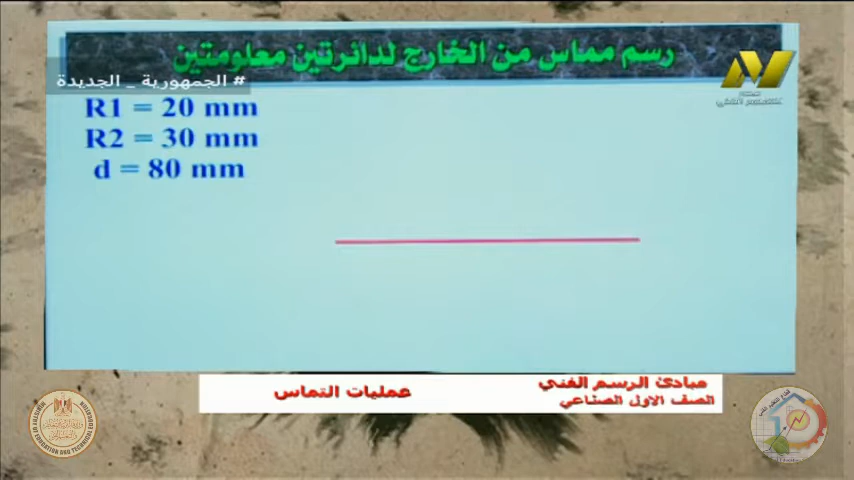 رسم مماس من الخارج لدائرتين معلومتين
# الجمهورية _ الجديدة
R1 = 20 mm
R2 = 30 mm
d = 80 mm
مبادئ الرسم الفني
عمليات التماس
الصف الاول الصناعي